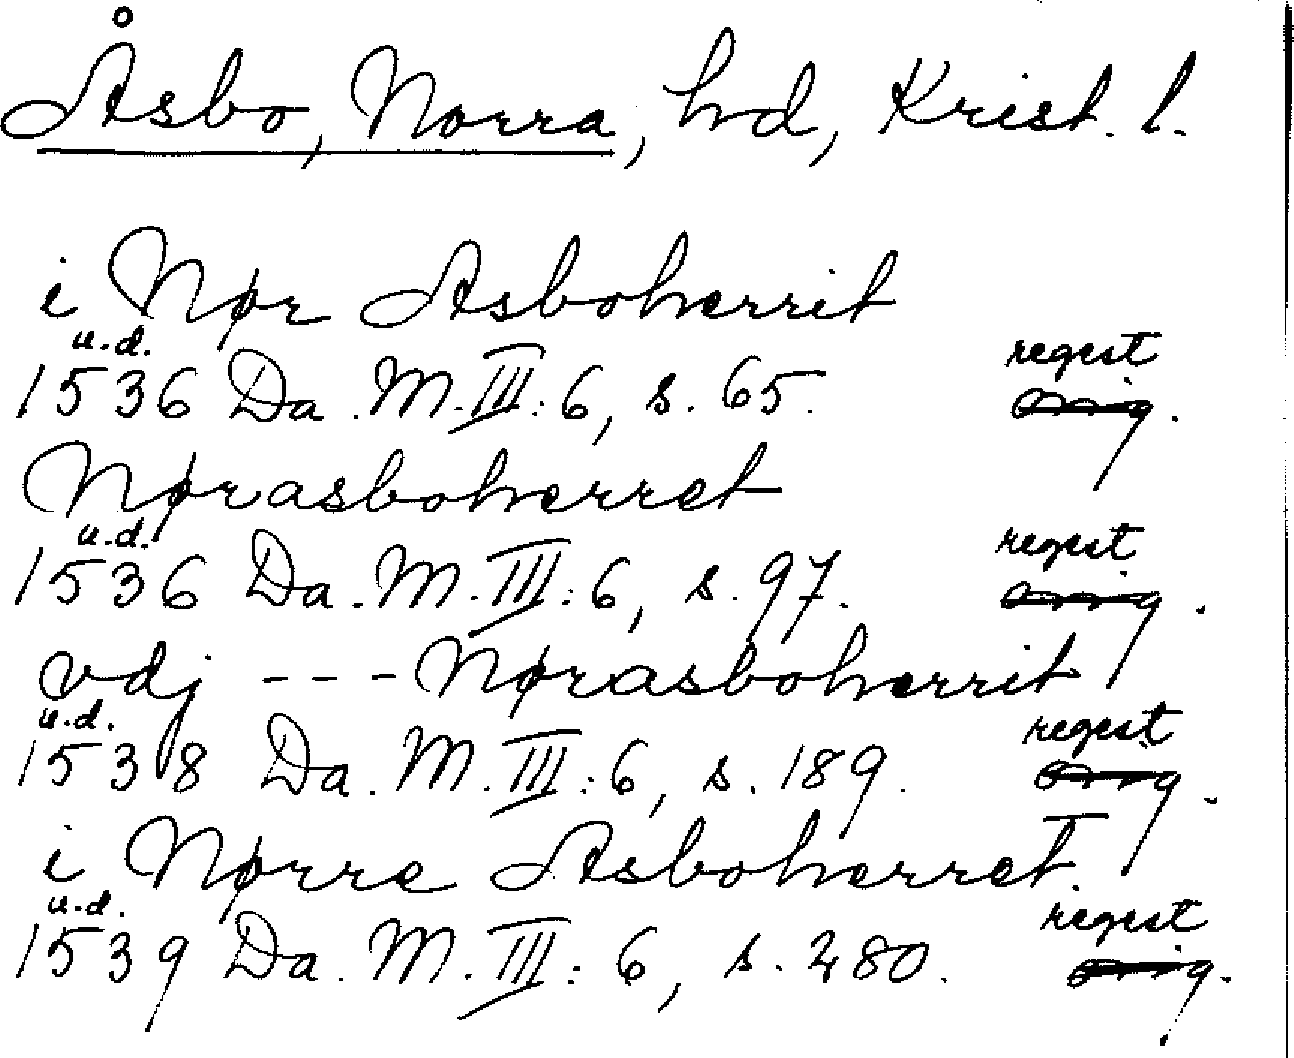 Åsbo, Norra, hd, Krist. l.
i Nør Asboherrit
u.d. regest
1536 Da. M. III: 6, s. 65. orig.
Nørasboherret
u.d. regest
1536 Da. M. III: 6, s. 97. orig.
vdj --- Nørasboherrit
u.d. regest
1538 Da. M. III: 6, s. 189. orig.
i Nørre Asboherret.
u.d. regest
1539 Da. M. III: 6, s. 280. orig.